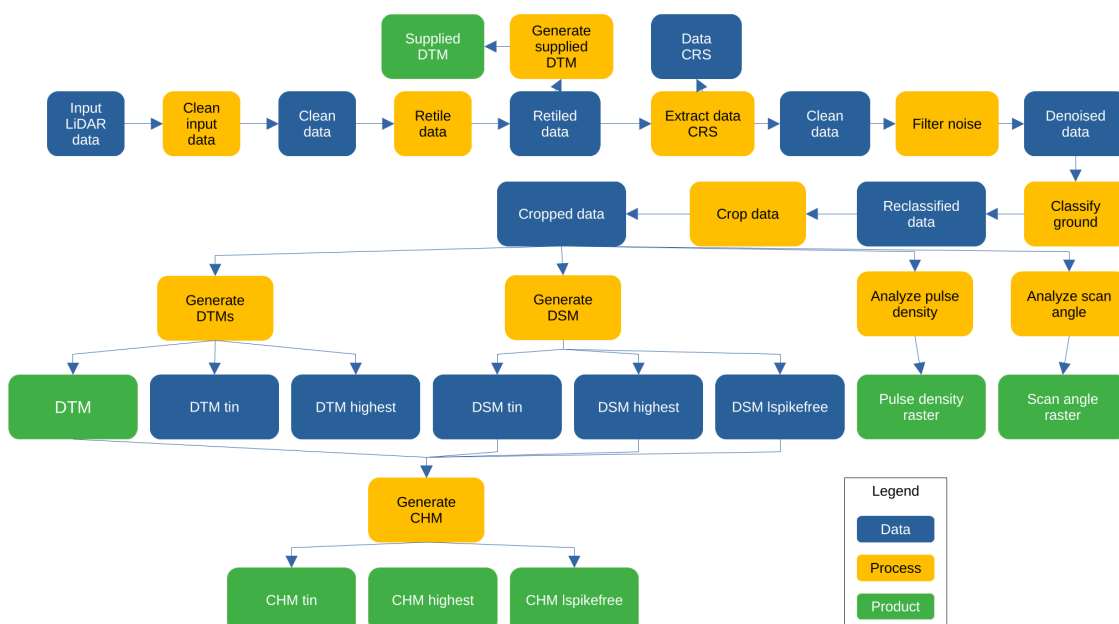 Supplied
DTM
Generate
supplied
DTM
Data
CRS
Input
LiDAR
data
Clean
input
data
Clean
data
Retile
data
Retiled
data
Extract data
CRS
Clean
data
Filter noise
Denoised
data
Cropped data
Crop data
Reclassified
data
Classify
ground
Generate
DTMs
Generate
DSM
Analyze pulse
density
Analyze scan
angle
DTM
DTM tin
DTM highest
DSM tin
DSM highest
DSM lspikefree
Pulse density
raster
Scan angle
raster
Generate
CHM
Legend
Data
Process
Product
CHM tin
CHM highest
CHM lspikefree